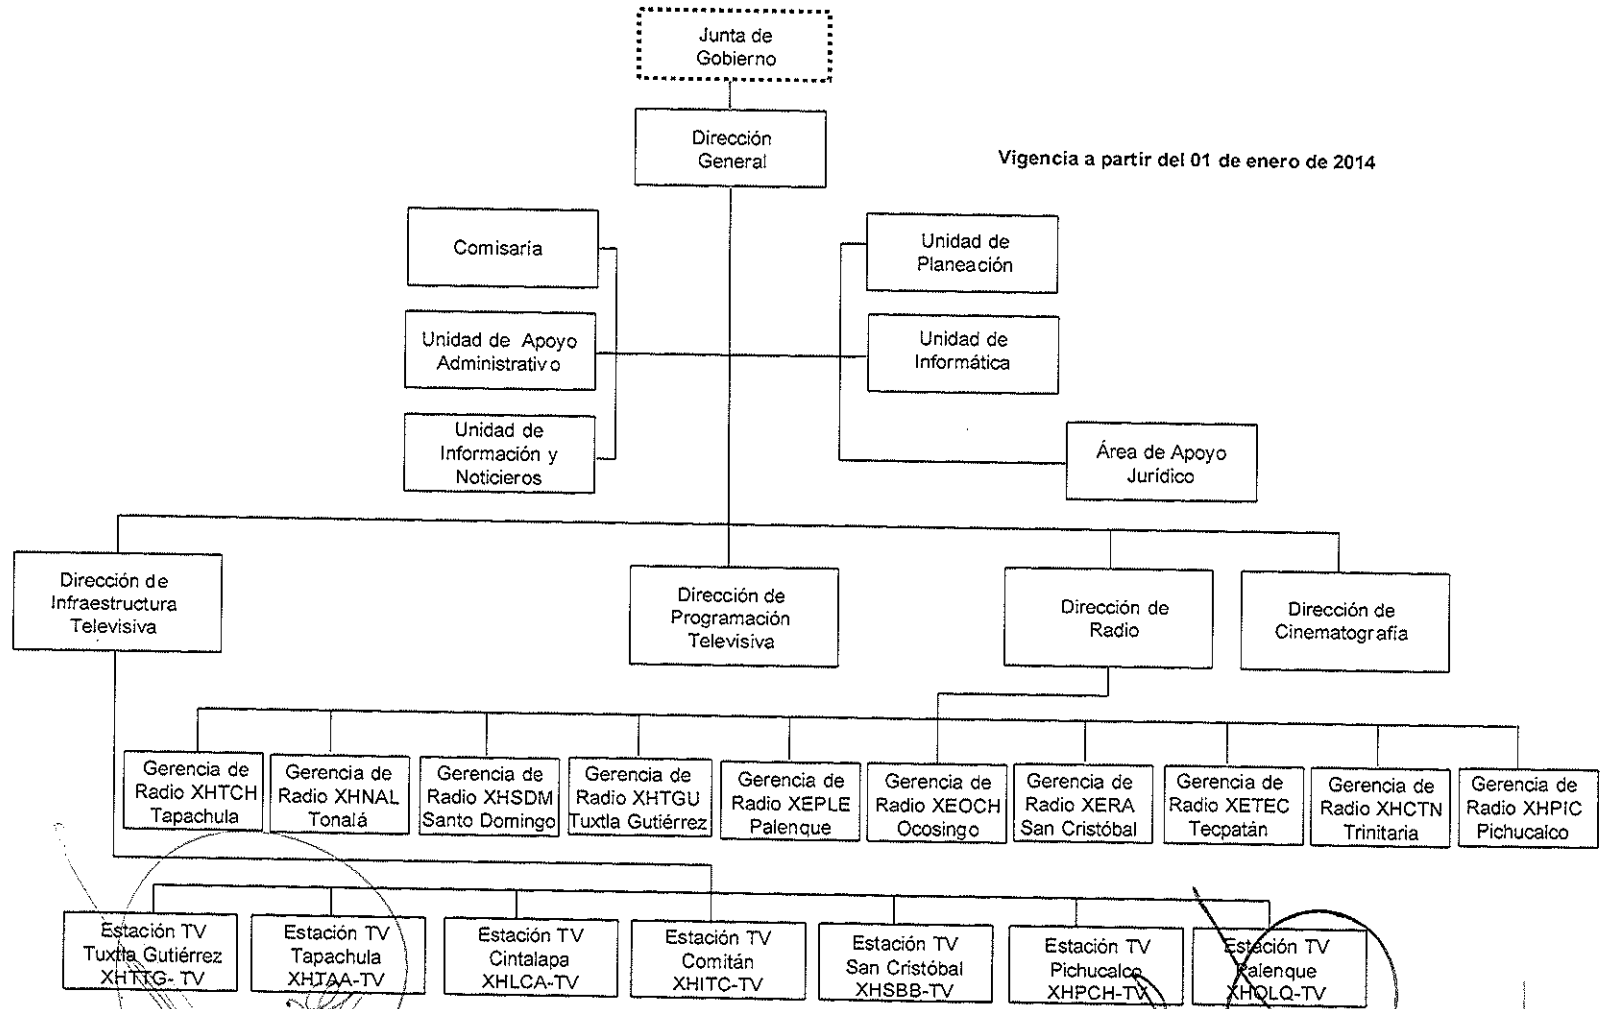 Junta de
Gobierno
Dirección
General
Vigencia a partir del 01 de enero de 2014
Comisaría
Unidad de
Planeación
Unidad de Apoyo
Administrativo
Unidad de
Informática
Unidad de
Información y
Noticieros
Área de Apoyo
Jurídico
Dirección de
Infraestructura
Televisiva
Dirección de
Programación
Televisiva
Dirección de
Radio
Dirección de
Cinematografía
Gerencia de
Radio XHTCH
Tapachula
Gerencia de
Radio XHNAL
Tonalá
Gerencia de
Radio XHSDM
Santo Domingo
Gerencia de
Radio XHTGU
Tuxtla Gutiérrez
Gerencia de
Radio XEPLE
Palenque
Gerencia de
Radio XEOCH
Ocosingo
Gerencia de
Radio XERA
San Cristóbal
Gerencia de
Radio XETEC
Tecpatán
Gerencia de
Radio XHCTN
Trinitaria
Gerencia de
Radio XHPIC
Pichucalco
Estación TV
Tuxtla Gutiérrez
XHTTG- TV
Estación TV
Tapachula
XHTAA-TV
Estación TV
Cintalapa
XHLCA-TV
Estación TV
Comitán
XHITC-TV
Estación TV
San Cristóbal
XHSBB-TV
Estación TV
Pichucalco
XHPCH-TV
Estación TV
Palenque
XHOLQ-TV